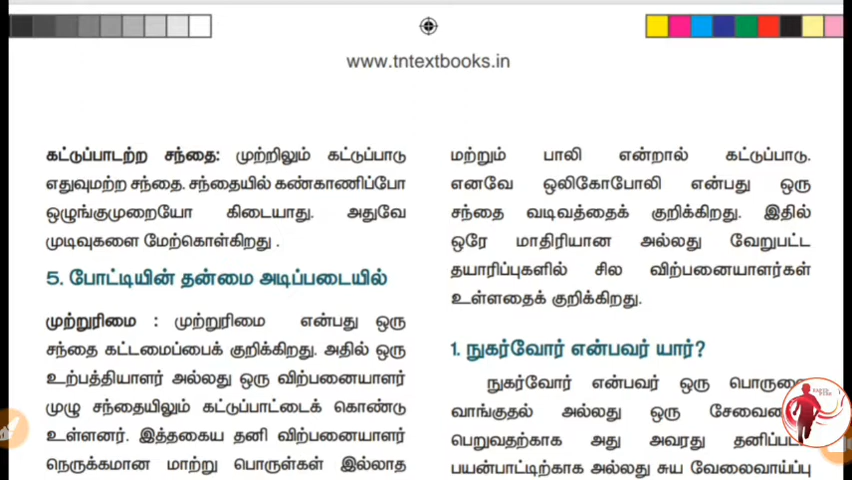 www.tntextbooks.in
கட்டுப்பாடற்ற சந்தை: முற்றிலும் கட்டுப்பாடு
எதுவுமற்ற சந்தை. சந்தையில் கண்காணிப்போ
ஒழுங்குமுறையோ கிடையாது. அதுவே
முடிவுகளை மேற்கொள்கிறது .
5. போட்டியின் தன்மை அடிப்படையில்
முற்றுரிமை : முற்றுரிமை என்பது ஒரு
சந்தை கட்டமைப்பைக் குறிக்கிறது. அதில் ஒரு
உற்பத்தியாளர் அல்லது ஒரு விற்பனையாளர்
முழு சந்தையிலும் கட்டுப்பாட்டைக் கொண்டு
உள்ளனர். இத்தகைய தனி விற்பனையாளர்
நெருக்கமான மாற்று பொருள்கள் இல்லாத
மற்றும் பாலி என்றால் கட்டுப்பாடு.
எனவே ஒலிகோபோலி என்பது ஒரு
சந்தை வடிவத்தைக் குறிக்கிறது. இதில்
ஒரே மாதிரியான அல்லது வேறுபட்ட
தயாரிப்புகளில் சில விற்பனையாளர்கள்
உள்ளதைக் குறிக்கிறது.
1. நுகர்வோர் என்பவர் யார்?
நுகர்வோர் என்பவர் ஒரு
வாங்குதல் அல்லது ஒரு
பெறுவதற்காக அது அவரது
பயன்பாட்டிற்காக அல்லது சுய வேலைவாய்ப்பு